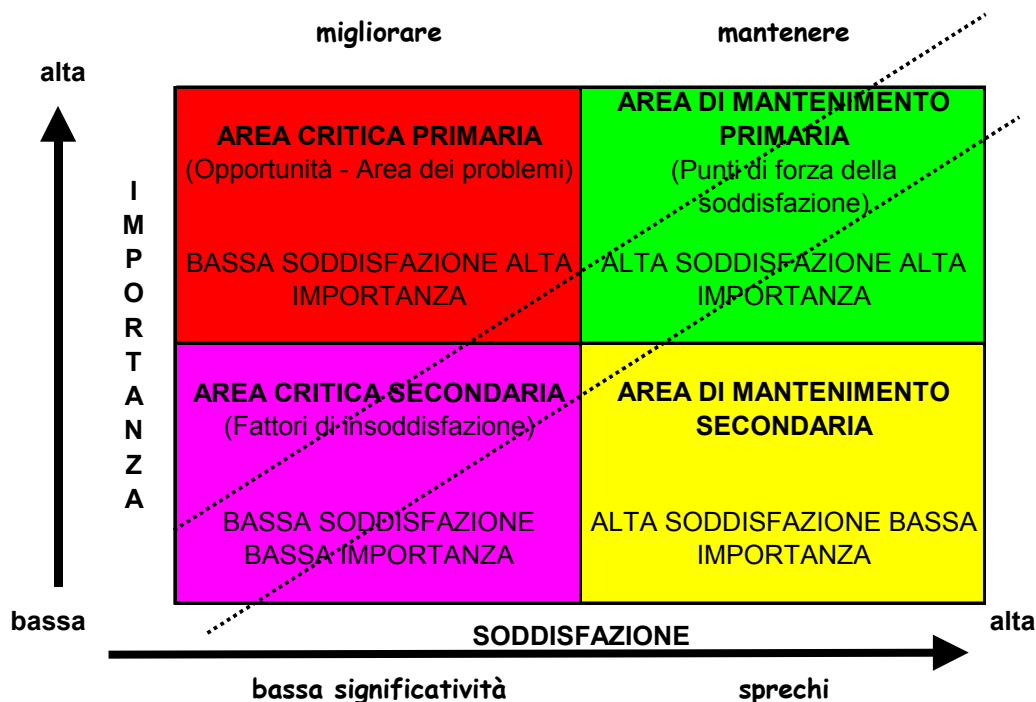 migliorare
mantenere
alta
IMPORTANZA
AREA CRITICA PRIMARIA
(Opportunità - Area dei problemi)
BASSA SODDISFAZIONE ALTA
IMPORTANZA
AREA DI MANTENIMENTO
PRIMARIA
(Punti di forza della
soddisfazione)
ALTA SODDISFAZIONE ALTA
IMPORTANZA
AREA CRITICA SECONDARIA
(Fattori di insoddisfazione)
BASSA SODDISFAZIONE
BASSA IMPORTANZA
AREA DI MANTENIMENTO
SECONDARIA
ALTA SODDISFAZIONE BASSA
IMPORTANZA
bassa
SODDISFAZIONE
alta
bassa significatività
sprechi